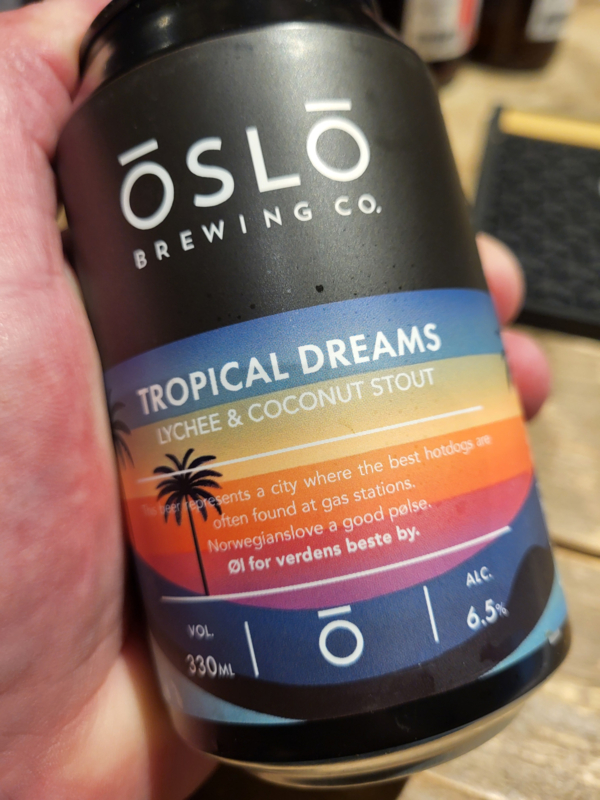 ŌSLŌ
BREWING CO.
TROPICAL DREAMS
LYCHEE & COCONUT STOUT
This beer represents a city where the best hotdogs are
often found at gas stations.
Norwegianslove a good pølse.
Øl for verdens beste by.
VOL.
330ML
Ō
ALC.
6.5%